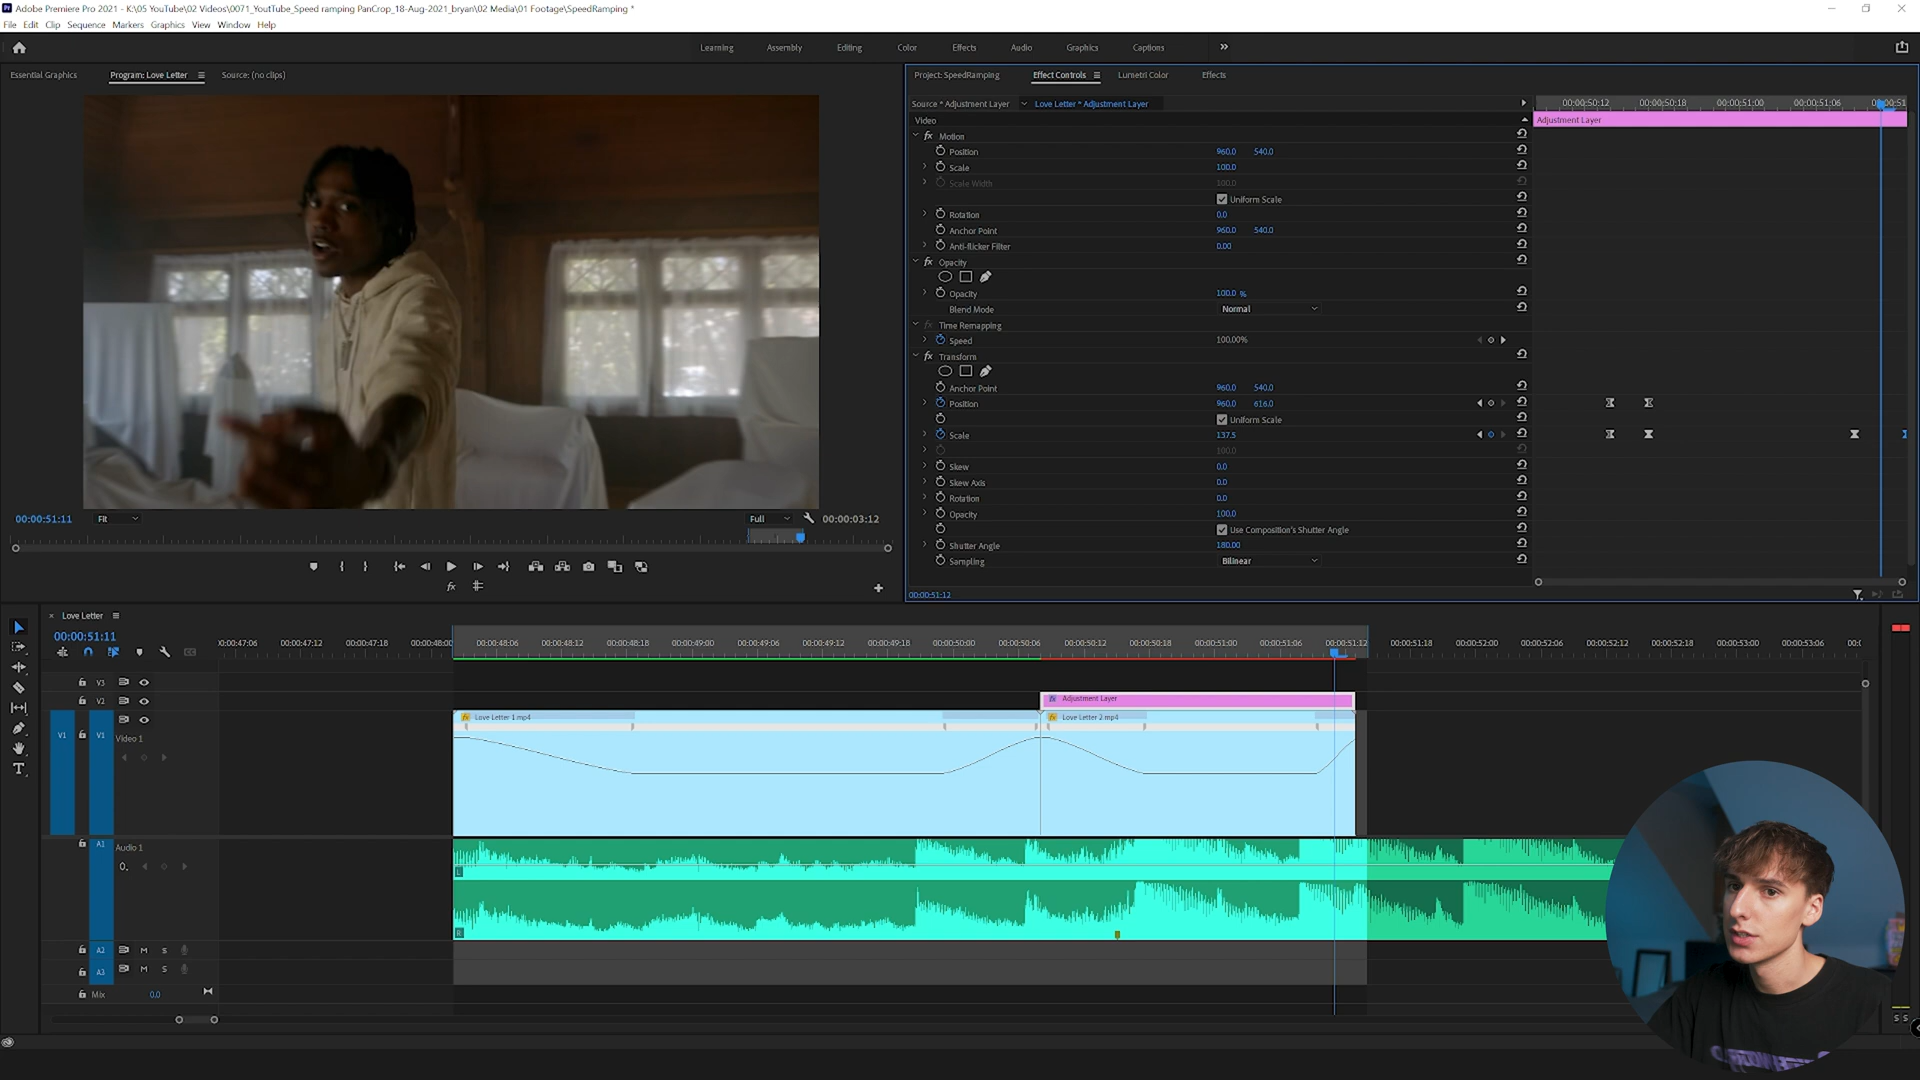 Adobe Premiere Pro 2021 - K:\05 YouTube\02 Videos\0071_YoutTube_Speed ramping PanCrop_18-Aug-2021_bryan\02 Media\01 Footage\SpeedRamping *
File Edit Clip Sequence Markers Graphics View Window Help
Learning Assembly Editing Color Effects Audio Graphics Captions
Essential Graphics Program: Love Letter Source: (no clips)
Project: SpeedRamping Effect Controls Lumetri Color Effects
Source * Adjustment Layer Love Letter * Adjustment Layer
00:00:50:12 00:00:50:18 00:00:51:00 00:00:51:06
Video
Adjustment Layer
fx Motion
Position 960.0 540.0
Scale 100.0
Scale Width 100.0
Uniform Scale
Rotation 0.0
Anchor Point 960.0 540.0
Anti-flicker Filter 0.00
fx Opacity
Opacity 100.0 %
Blend Mode Normal
fx Time Remapping
Speed 100.00%
fx Transform
Anchor Point 960.0 540.0
Position 960.0 616.0
Uniform Scale
Scale 137.5
100.0
Skew 0.0
Skew Axis 0.0
Rotation 0.0
Opacity 100.0
Use Composition's Shutter Angle
Shutter Angle 180.00
Sampling Bilinear
00:00:51:12
00:00:51:11 Fit Full 00:00:03:12
fx
Love Letter
00:00:51:11
00:00:47:06 00:00:47:12 00:00:47:18 00:00:48:00 00:00:48:06 00:00:48:12 00:00:48:18 00:00:49:00 00:00:49:06 00:00:49:12 00:00:49:18 00:00:50:00 00:00:50:06 00:00:50:12 00:00:50:18 00:00:51:00 00:00:51:06 00:00:51:12 00:00:51:18 00:00:52:00 00:00:52:06 00:00:52:12 00:00:52:18 00:00:53:00 00:00:53:06
V3
V2
fx Adjustment Layer
V1 V1 Video 1
fx Love Letter 1.mp4
fx Love Letter 2.mp4
A1 Audio 1
0.
L
R
A2 M S
A3 M S
Mix 0.0
S S